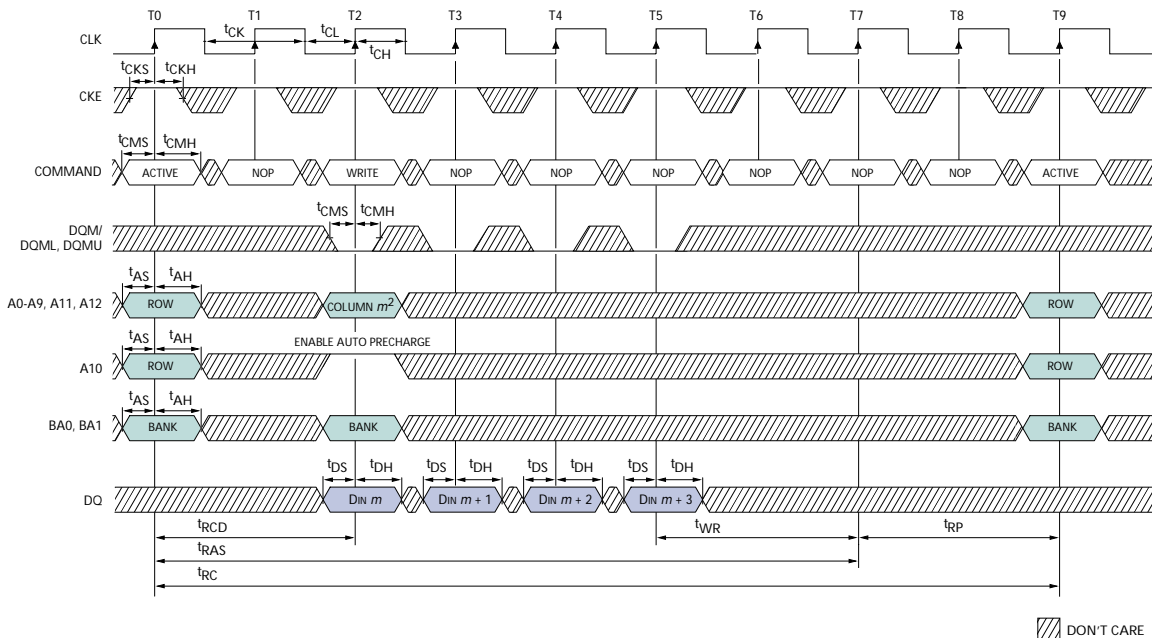 T0 T1 T2 T3 T4 T5 T6 T7 T8 T9
CLK
tCK tCL tCH
tCKS tCKH
CKE
tCMS tCMH
COMMAND ACTIVE NOP WRITE NOP NOP NOP NOP NOP NOP ACTIVE
tCMS tCMH
DQM/
DQML, DQMU
tAS tAH
A0-A9, A11, A12 ROW COLUMN m² ROW
tAS tAH ENABLE AUTO PRECHARGE
A10 ROW ROW
tAS tAH
BA0, BA1 BANK BANK BANK
tDS tDH tDS tDH tDS tDH tDS tDH
DQ DIN m DIN m + 1 DIN m + 2 DIN m + 3
tRCD tWR tRP
tRAS
tRC
DON'T CARE